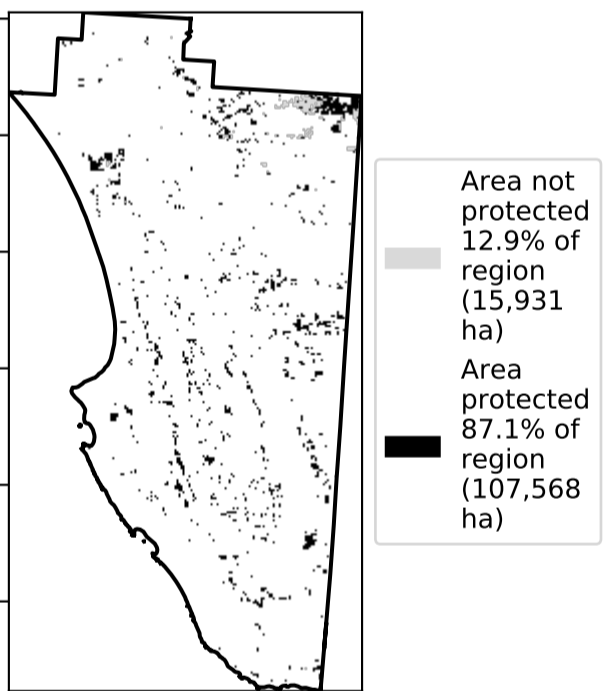 Area not
protected
12.9% of
region
(15,931
ha)
Area
protected
87.1% of
region
(107,568
ha)